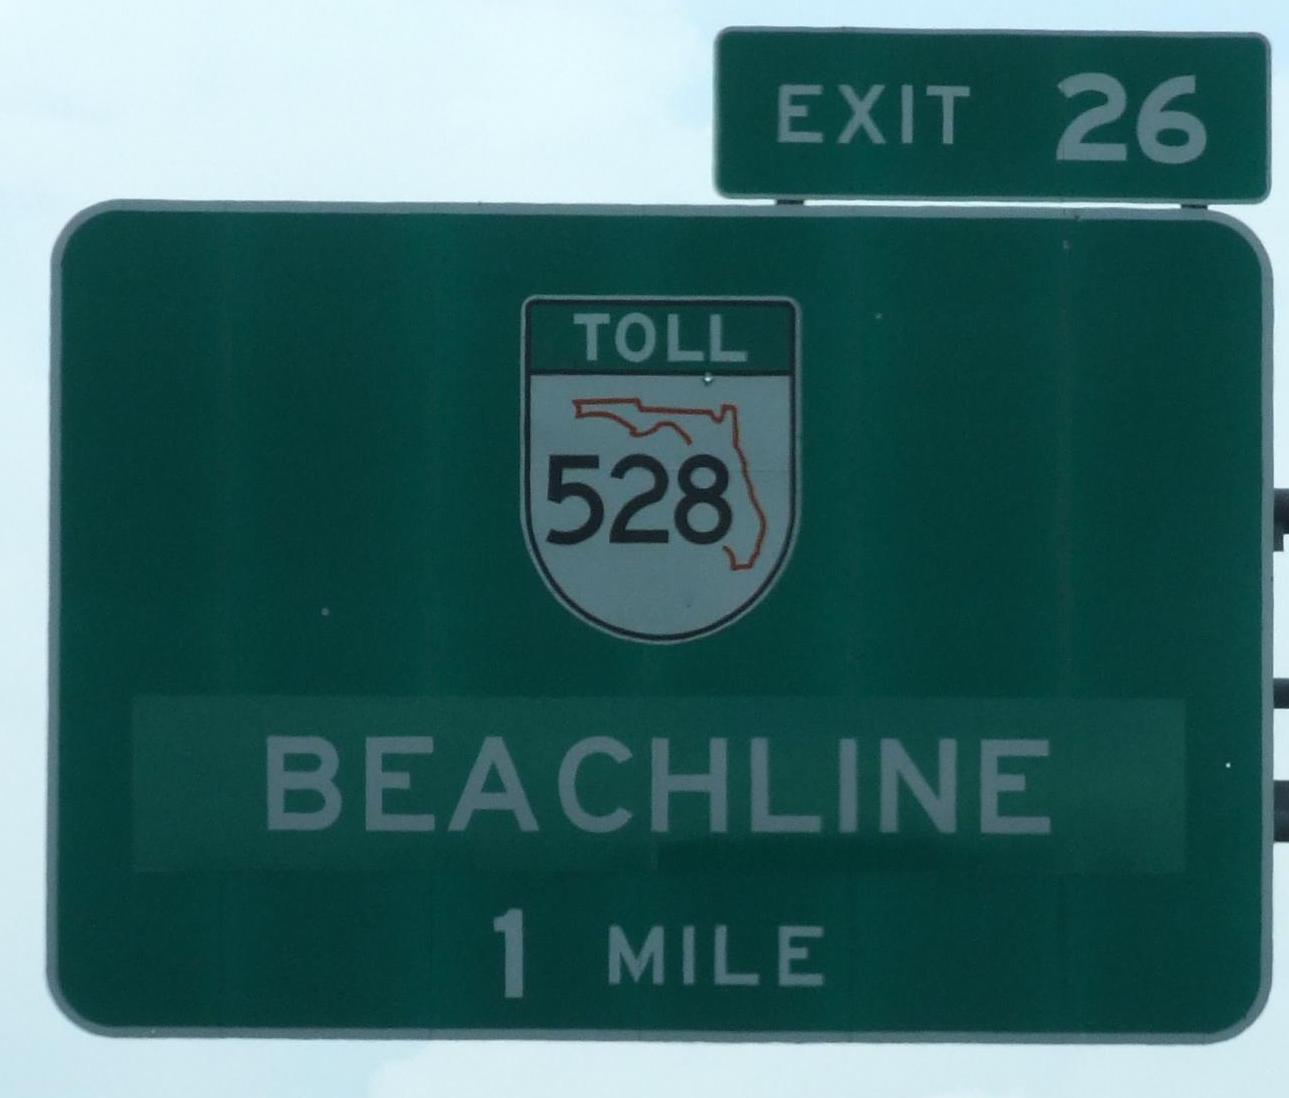 EXIT 26
TOLL
528
BEACHLINE
1 MILE